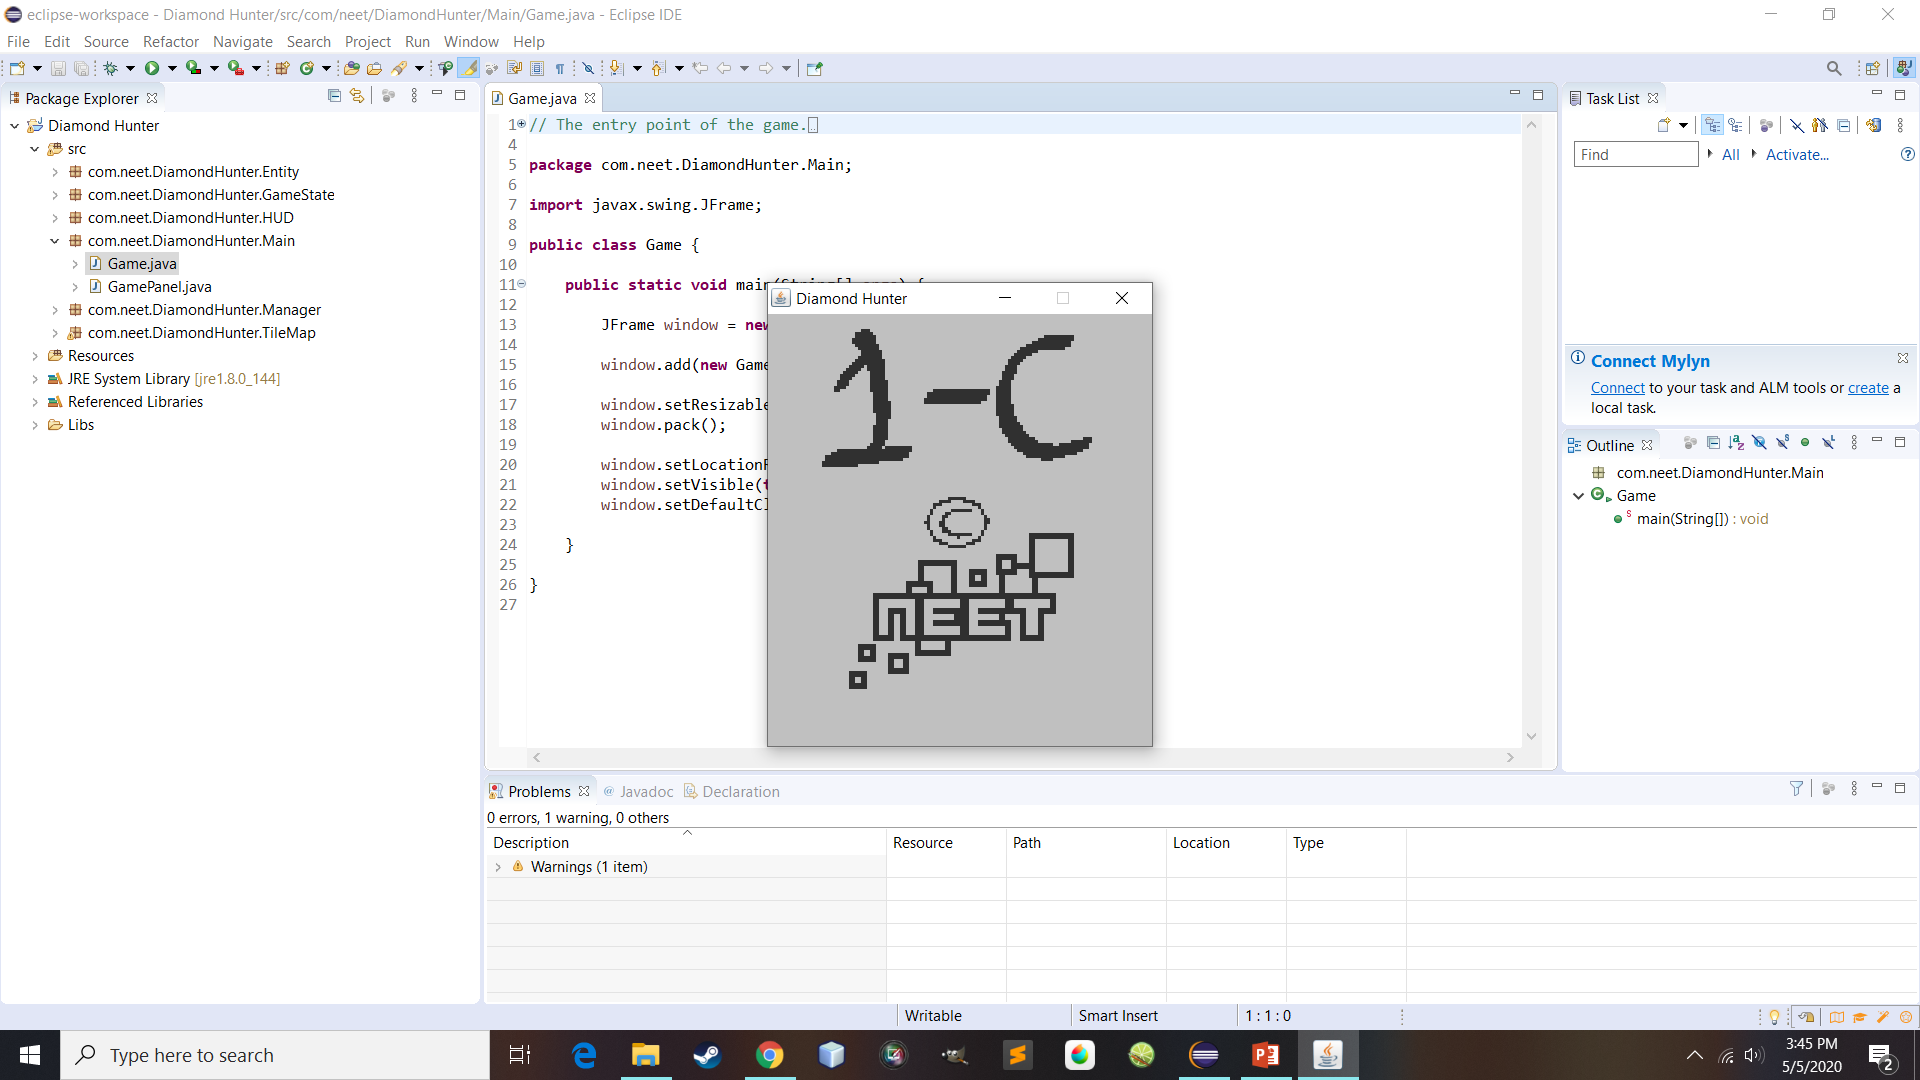 eclipse-workspace - Diamond Hunter/src/com/neet/DiamondHunter/Main/Game.java - Eclipse IDE
File Edit Source Refactor Navigate Search Project Run Window Help
Package Explorer
Diamond Hunter
src
com.neet.DiamondHunter.Entity
com.neet.DiamondHunter.GameState
com.neet.DiamondHunter.HUD
com.neet.DiamondHunter.Main
Game.java
GamePanel.java
com.neet.DiamondHunter.Manager
com.neet.DiamondHunter.TileMap
Resources
JRE System Library [jre1.8.0_144]
Referenced Libraries
Libs
Game.java
1 // The entry point of the game.
4
5 package com.neet.DiamondHunter.Main;
6
7 import javax.swing.JFrame;
8
9 public class Game {
10
11 public static void main(String[] args) {
12
13 JFrame window = new
14
15 window.add(new Game
16
17 window.setResizable
18 window.pack();
19
20 window.setLocation
21 window.setVisible(
22 window.setDefaultCl
23
24 }
25
26 }
27
Diamond Hunter
1-C
©
NEET
Task List
Find All Activate...
Connect Mylyn
Connect to your task and ALM tools or create a
local task.
Outline
com.neet.DiamondHunter.Main
Game
main(String[]) : void
Problems Javadoc Declaration
0 errors, 1 warning, 0 others
Description Resource Path Location Type
Warnings (1 item)
Writable Smart Insert 1 : 1 : 0
Type here to search
3:45 PM
5/5/2020
2